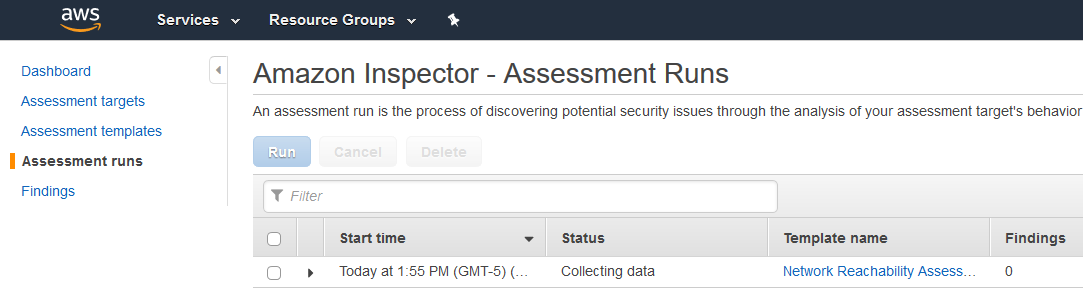 aws Services Resource Groups
Dashboard
Assessment targets
Assessment templates
Assessment runs
Findings
Amazon Inspector - Assessment Runs
An assessment run is the process of discovering potential security issues through the analysis of your assessment target's behavior
Run Cancel Delete
Filter
Start time Status Template name Findings
Today at 1:55 PM (GMT-5) (... Collecting data Network Reachability Assess... 0